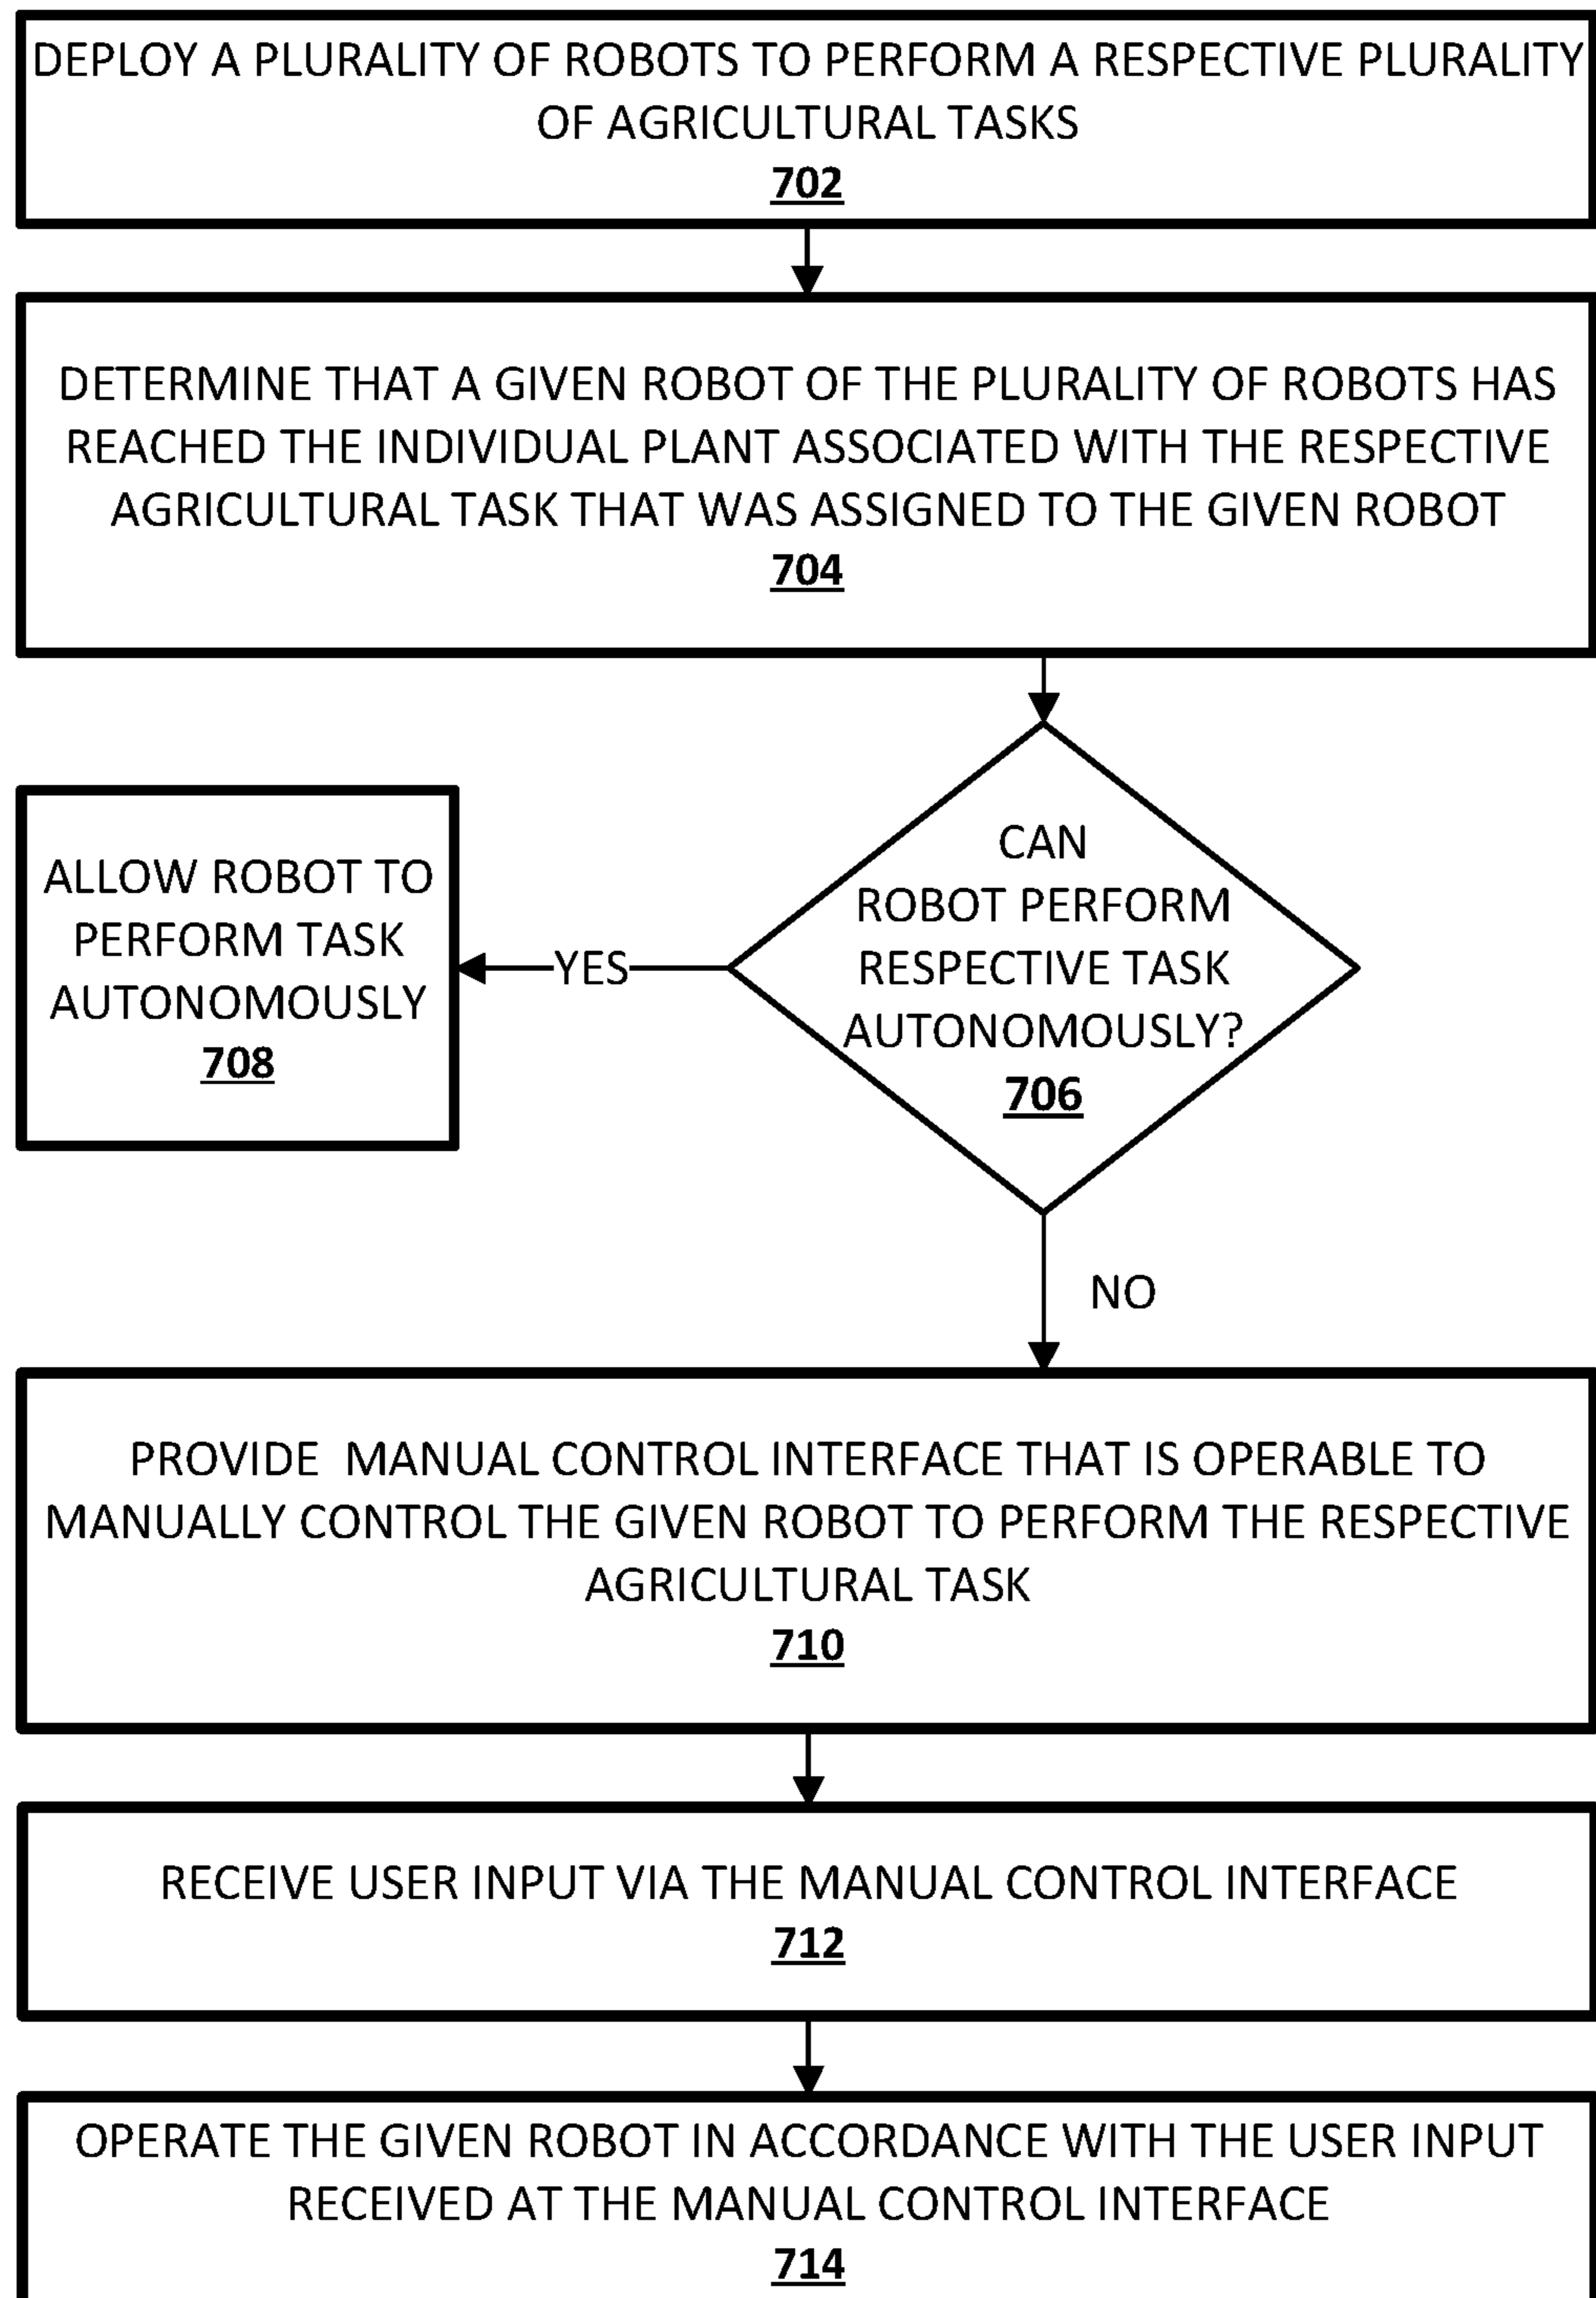 DEPLOY A PLURALITY OF ROBOTS TO PERFORM A RESPECTIVE PLURALITY
OF AGRICULTURAL TASKS
702
DETERMINE THAT A GIVEN ROBOT OF THE PLURALITY OF ROBOTS HAS
REACHED THE INDIVIDUAL PLANT ASSOCIATED WITH THE RESPECTIVE
AGRICULTURAL TASK THAT WAS ASSIGNED TO THE GIVEN ROBOT
704
CAN
ROBOT PERFORM
RESPECTIVE TASK
AUTONOMOUSLY?
706
YES
ALLOW ROBOT TO
PERFORM TASK
AUTONOMOUSLY
708
NO
PROVIDE  MANUAL CONTROL INTERFACE THAT IS OPERABLE TO
MANUALLY CONTROL THE GIVEN ROBOT TO PERFORM THE RESPECTIVE
AGRICULTURAL TASK
710
RECEIVE USER INPUT VIA THE MANUAL CONTROL INTERFACE
712
OPERATE THE GIVEN ROBOT IN ACCORDANCE WITH THE USER INPUT
RECEIVED AT THE MANUAL CONTROL INTERFACE
714